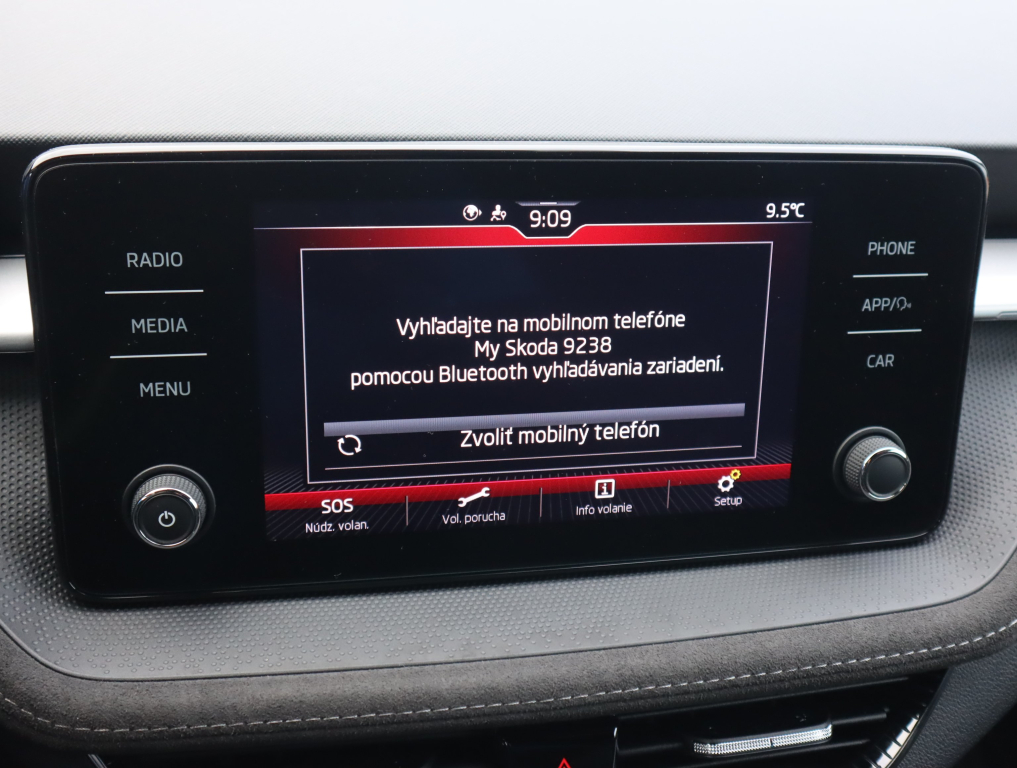 9:09
9.5°C
RADIO
MEDIA
MENU
PHONE
APP/
CAR
Vyhľadajte na mobilnom telefóne
My Skoda 9238
pomocou Bluetooth vyhľadávania zariadení.
Zvoliť mobilný telefón
SOS
Núdz. volan.
Vol. porucha
i
Info volanie
Setup